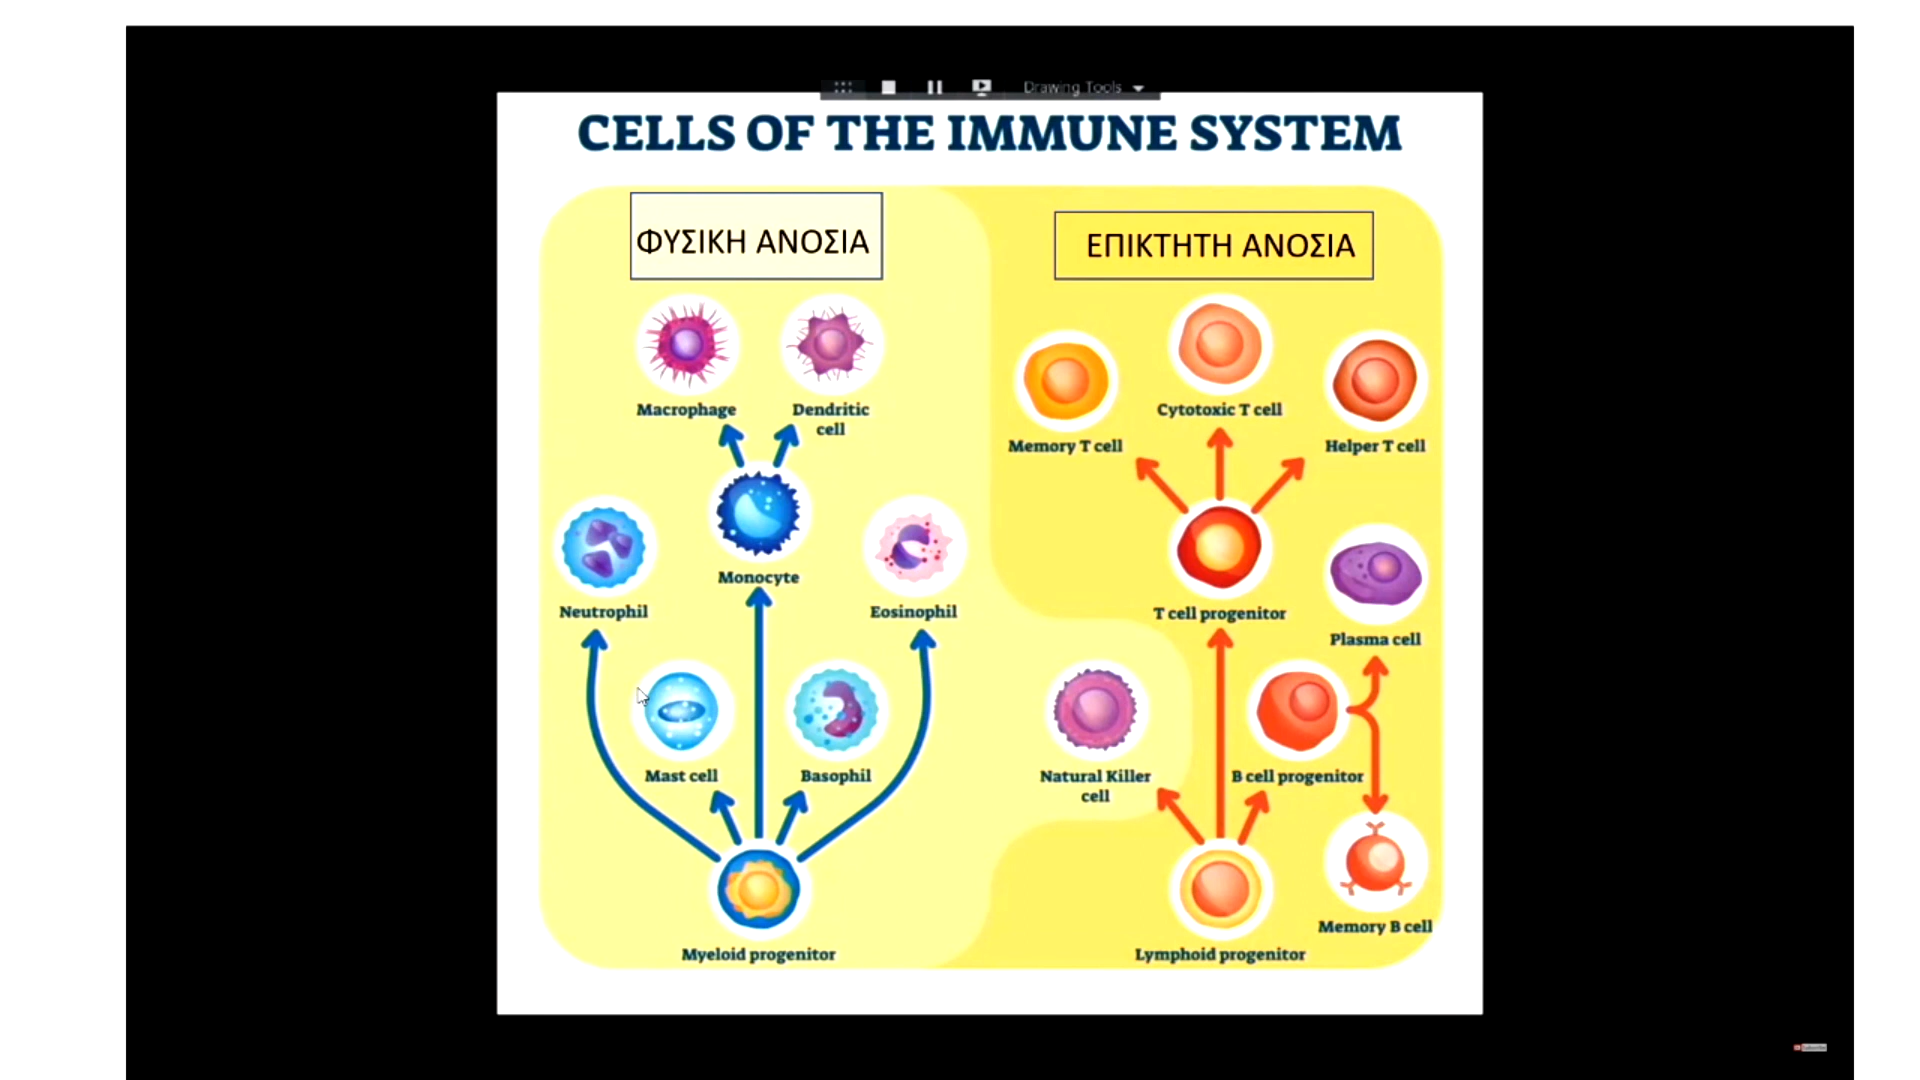 Drawing Tools
CELLS OF THE IMMUNE SYSTEM
ΦΥΣΙΚΗ ΑΝΟΣΙΑ
ΕΠΙΚΤΗΤΗ ΑΝΟΣΙΑ
Macrophage
Dendritic
cell
Monocyte
Neutrophil
Eosinophil
Mast cell
Basophil
Myeloid progenitor
Memory T cell
Cytotoxic T cell
Helper T cell
T cell progenitor
Plasma cell
Natural Killer
cell
B cell progenitor
Memory B cell
Lymphoid progenitor